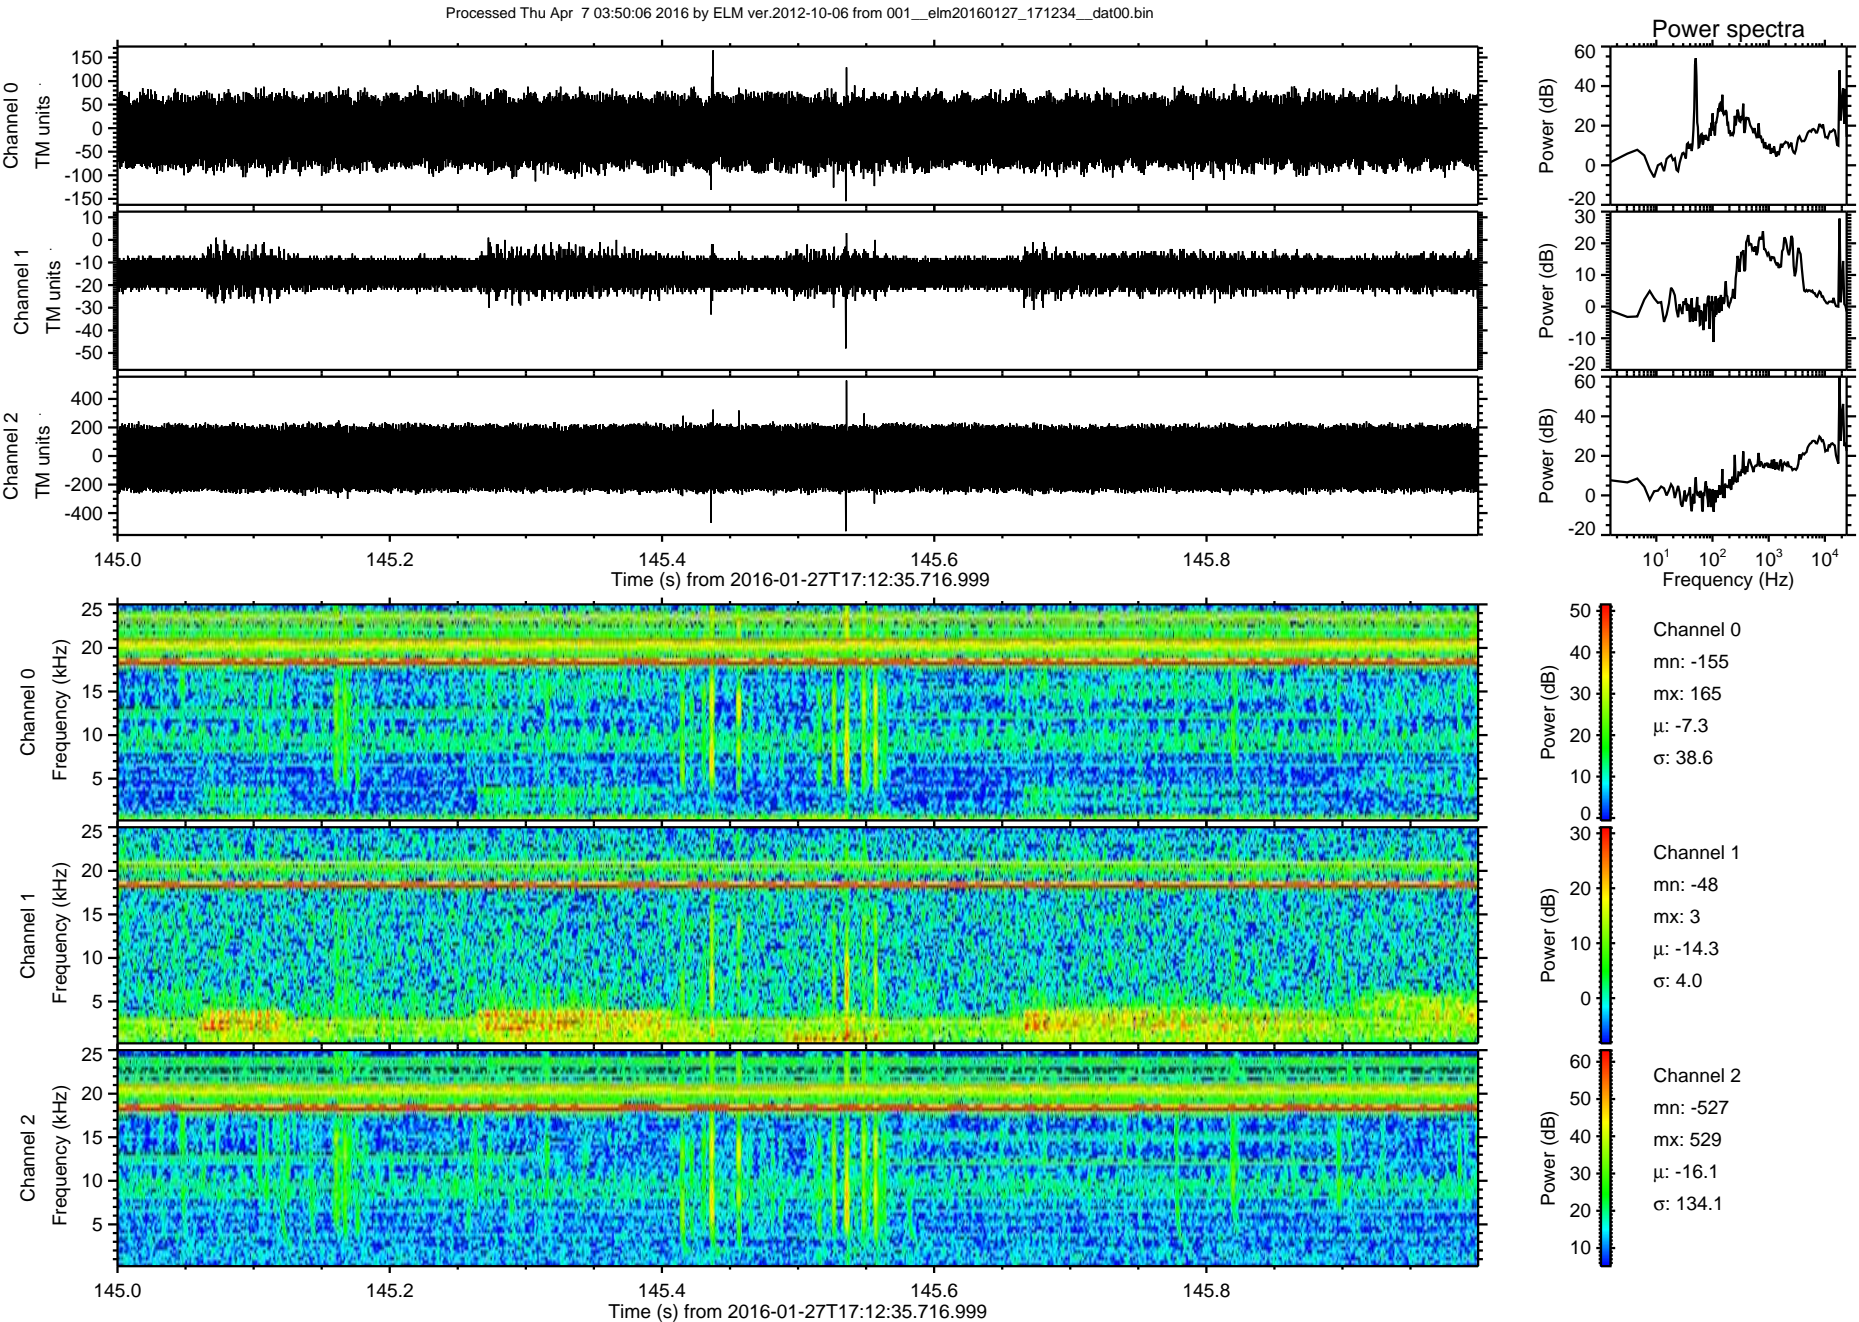 Processed Thu Apr  7 03:50:06 2016 by ELM ver.2012-10-06 from 001__elm20160127_171234__dat00.bin
Power spectra
Channel 0
TM units
150
100
50
0
-50
-100
-150
Power (dB)
60
40
20
0
-20
Channel 1
TM units
10
0
-10
-20
-30
-40
-50
Power (dB)
30
20
10
0
-10
-20
Channel 2
TM units
400
200
0
-200
-400
Power (dB)
60
40
20
0
-20
145.0 145.2 145.4 145.6 145.8
Time (s) from 2016-01-27T17:12:35.716.999
10¹ 10² 10³ 10⁴
Frequency (Hz)
Channel 0
Frequency (kHz)
25
20
15
10
5
Power (dB)
50
40
30
20
10
0
Channel 0
mn: -155
mx: 165
μ: -7.3
σ: 38.6
Channel 1
Frequency (kHz)
25
20
15
10
5
Power (dB)
30
20
10
0
Channel 1
mn: -48
mx: 3
μ: -14.3
σ: 4.0
Channel 2
Frequency (kHz)
25
20
15
10
5
Power (dB)
60
50
40
30
20
10
Channel 2
mn: -527
mx: 529
μ: -16.1
σ: 134.1
145.0 145.2 145.4 145.6 145.8
Time (s) from 2016-01-27T17:12:35.716.999